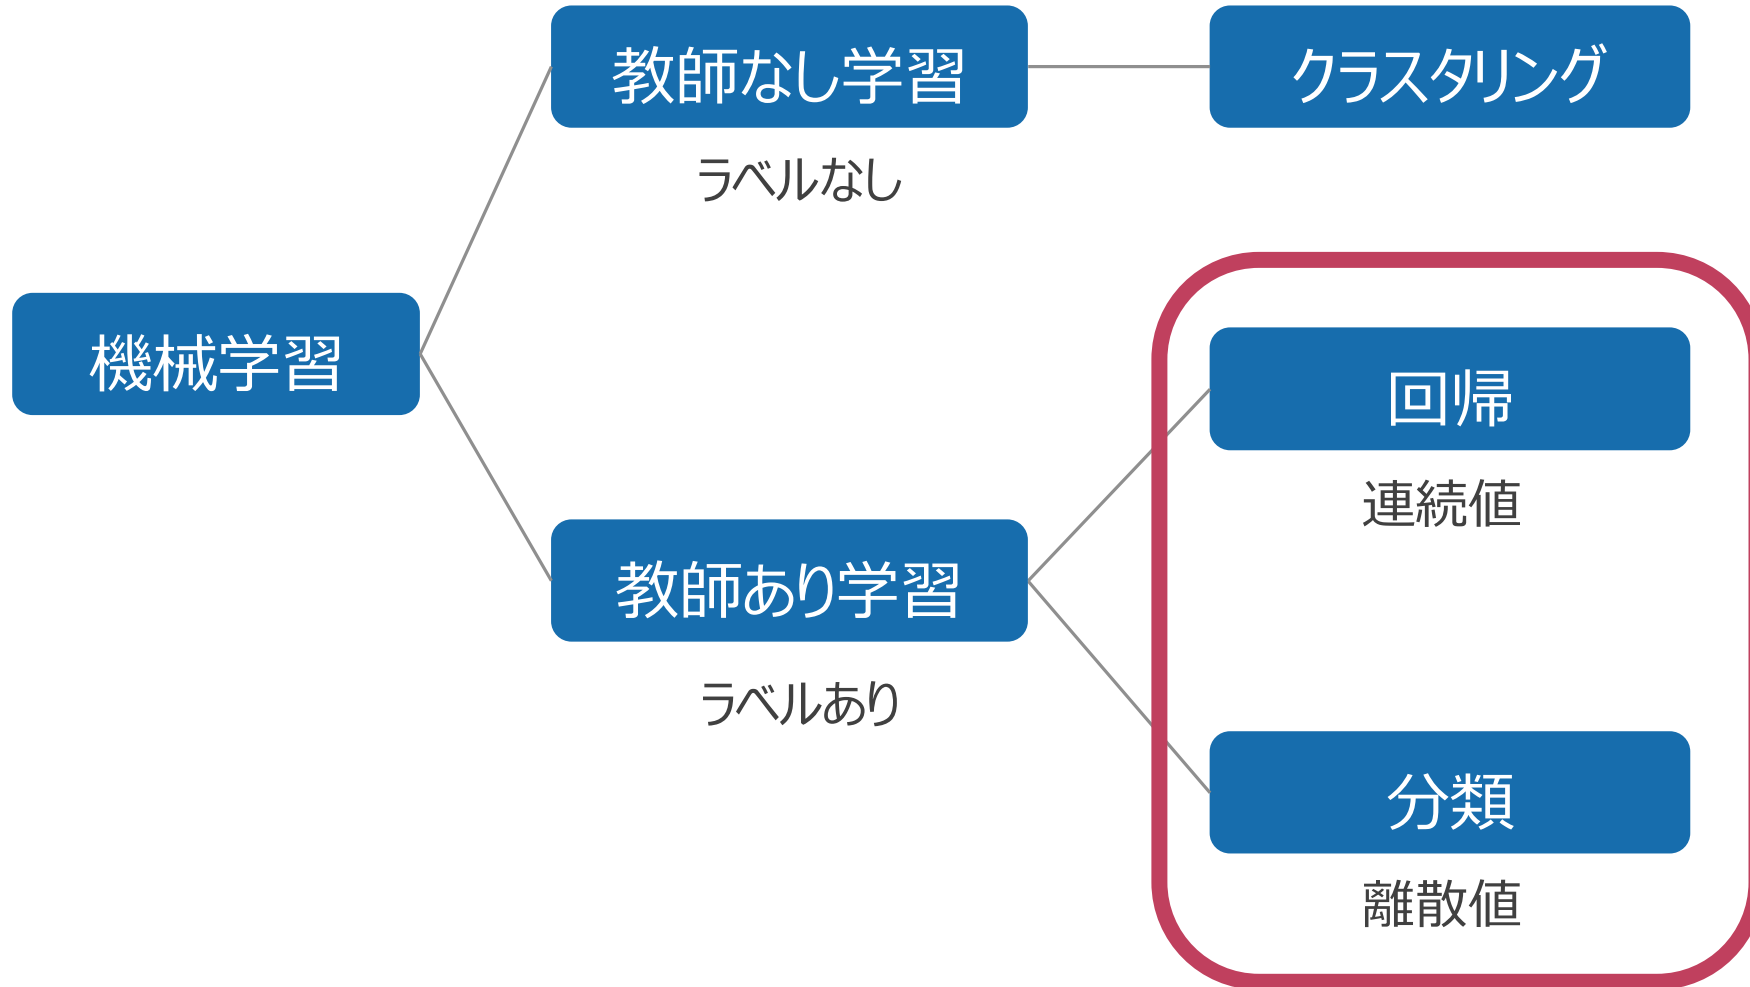 教師なし学習
クラスタリング
ラベルなし
機械学習
回帰
連続値
教師あり学習
ラベルあり
分類
離散値